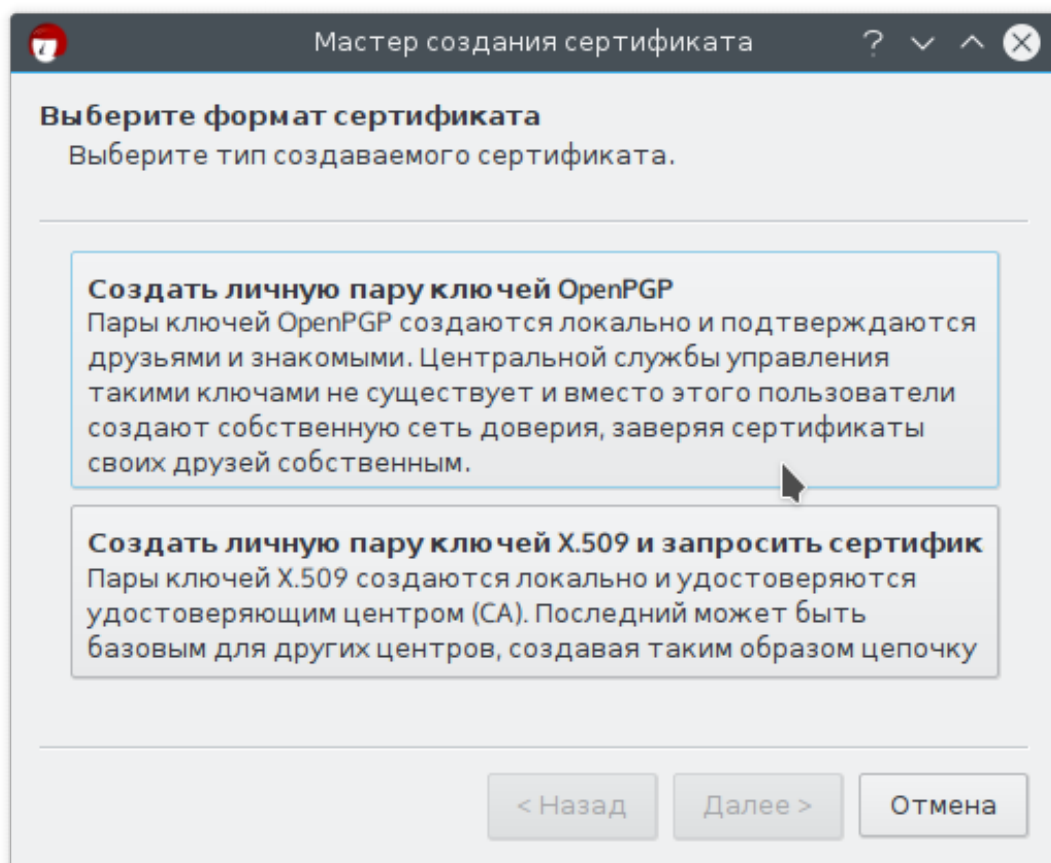 Мастер создания сертификата
Выберите формат сертификата
Выберите тип создаваемого сертификата.
Создать личную пару ключей OpenPGP
Пары ключей OpenPGP создаются локально и подтверждаются
друзьями и знакомыми. Центральной службы управления
такими ключами не существует и вместо этого пользователи
создают собственную сеть доверия, заверяя сертификаты
своих друзей собственным.
Создать личную пару ключей X.509 и запросить сертифик
Пары ключей X.509 создаются локально и удостоверяются
удостоверяющим центром (CA). Последний может быть
базовым для других центров, создавая таким образом цепочку
< Назад
Далее >
Отмена